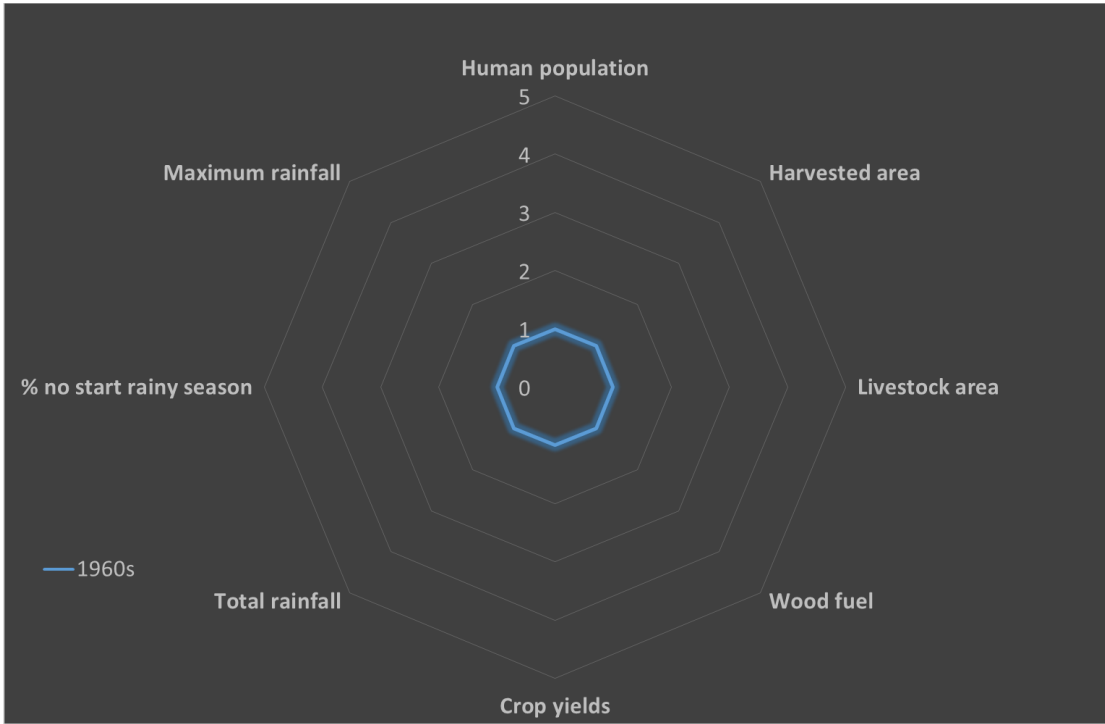 Human population
5
Maximum rainfall
Harvested area
4
3
2
1
% no start rainy season
0
Livestock area
1960s
Total rainfall
Wood fuel
Crop yields